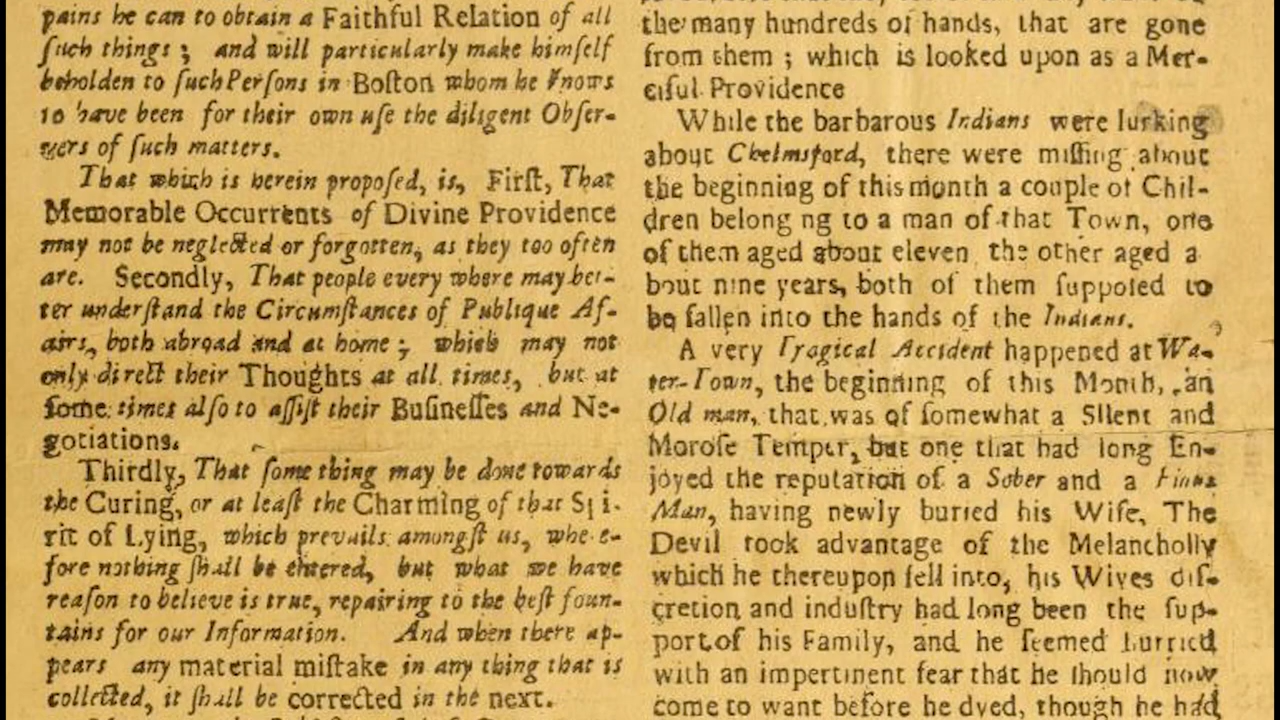 pains he can to obtain a Faithful Relation of all
ſuch things ; and will particularly make himſelf
beholden to ſuch Perſons in Boſton whom he knows
to have been for their own uſe the diligent Obſer-
vers of ſuch matters.
That which is herein propoſed, is, Firſt, That
Memorable Occurrents of Divine Providence
may not be neglected or forgotten, as they too often
are. Secondly, That people every where may bet-
ter underſtand the Circumſtances of Publique Af-
airs, both abroad and at home ; which may not
only direct their Thoughts at all times, but at
ſome times alſo to aſſiſt their Buſineſſes and Ne-
gotiations.
Thirdly, That ſome thing may be done towards
the Curing, or at leaſt the Charming of that Spi-
rit of Lying, which prevails amongſt us, whe e-
fore nothing ſhall be entered, but what we have
reaſon to believe is true, repairing to the beſt foun-
tains for our Information. And when there ap-
pears any material miſtake in any thing that is
collected, it ſhall be corrected in the next.
the many hundreds of hands, that are gone
from them ; which is looked upon as a Mer-
ciful Providence
While the barbarous Indians were lurking
about Chelmsford, there were miſſing about
the beginning of this month a couple of Chil-
dren belong ng to a man of that Town, one
of them aged about eleven the other aged a
bout nine years, both of them ſuppoſed to
be fallen into the hands of the Indians.
A very Tragical Accident happened at Wa-
ter-Town, the beginning of this Month, an
Old man, that was of ſomewhat a Silent and
Moroſe Temper, but one that had long En-
joyed the reputation of a Sober and a Pious
Man, having newly buried his Wife, The
Devil took advantage of the Melancholly
which he thereupon fell into, his Wives diſ-
cretion and induſtry had long been the ſup-
port of his Family, and he ſeemed hurried
with an impertinent fear that he ſhould now
come to want before he dyed, though he had